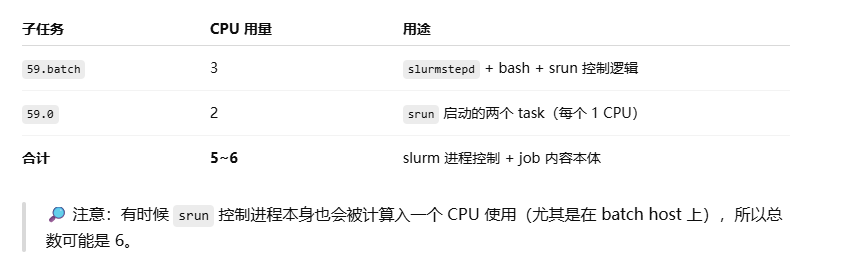 子任务 CPU 用量 用途
59.batch 3 slurmstepd + bash + srun 控制逻辑
59.0 2 srun 启动的两个 task（每个 1 CPU）
合计 5~6 slurm 进程控制 + job 内容本体
🔎 注意：有时候 srun 控制进程本身也会被计算入一个 CPU 使用（尤其是在 batch host 上），所以总
数可能是 6。